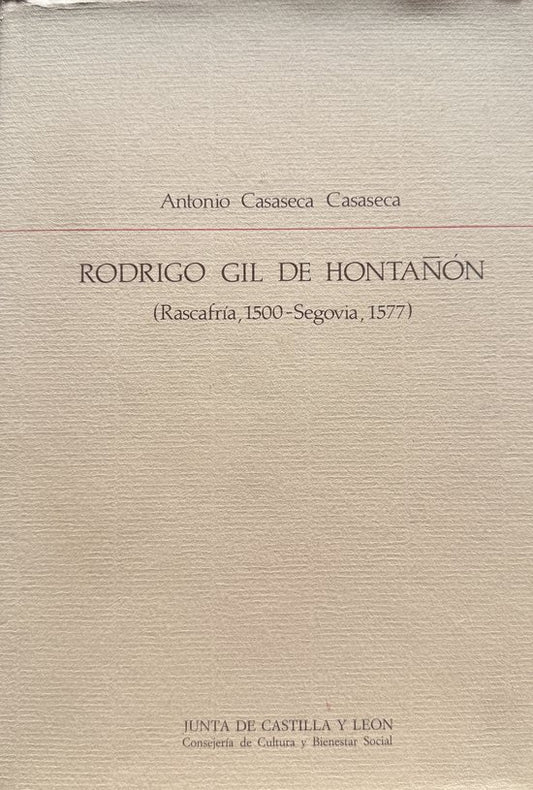 Antonio Casaseca Casaseca
RODRIGO GIL DE HONTAÑÓN
(Rascafría, 1500-Segovia, 1577)
JUNTA DE CASTILLA Y LEON
Consejería de Cultura y Bienestar Social